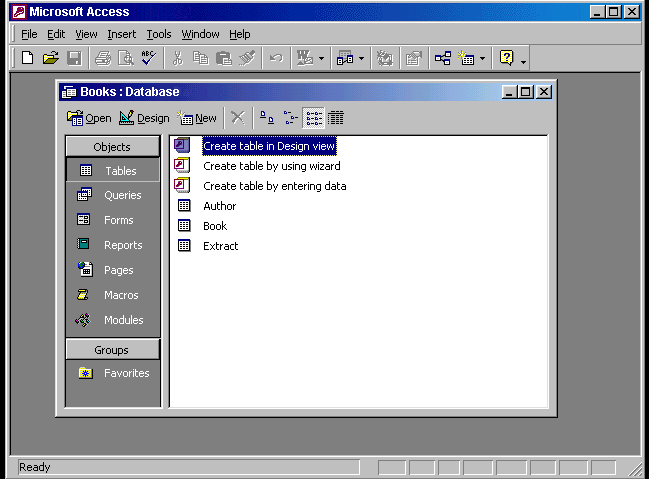 Microsoft Access
File Edit View Insert Tools Window Help
ABC
Books : Database
Open Design New
Objects
Tables
Queries
Forms
Reports
Pages
Macros
Modules
Groups
Favorites
Create table in Design view
Create table by using wizard
Create table by entering data
Author
Book
Extract
Ready